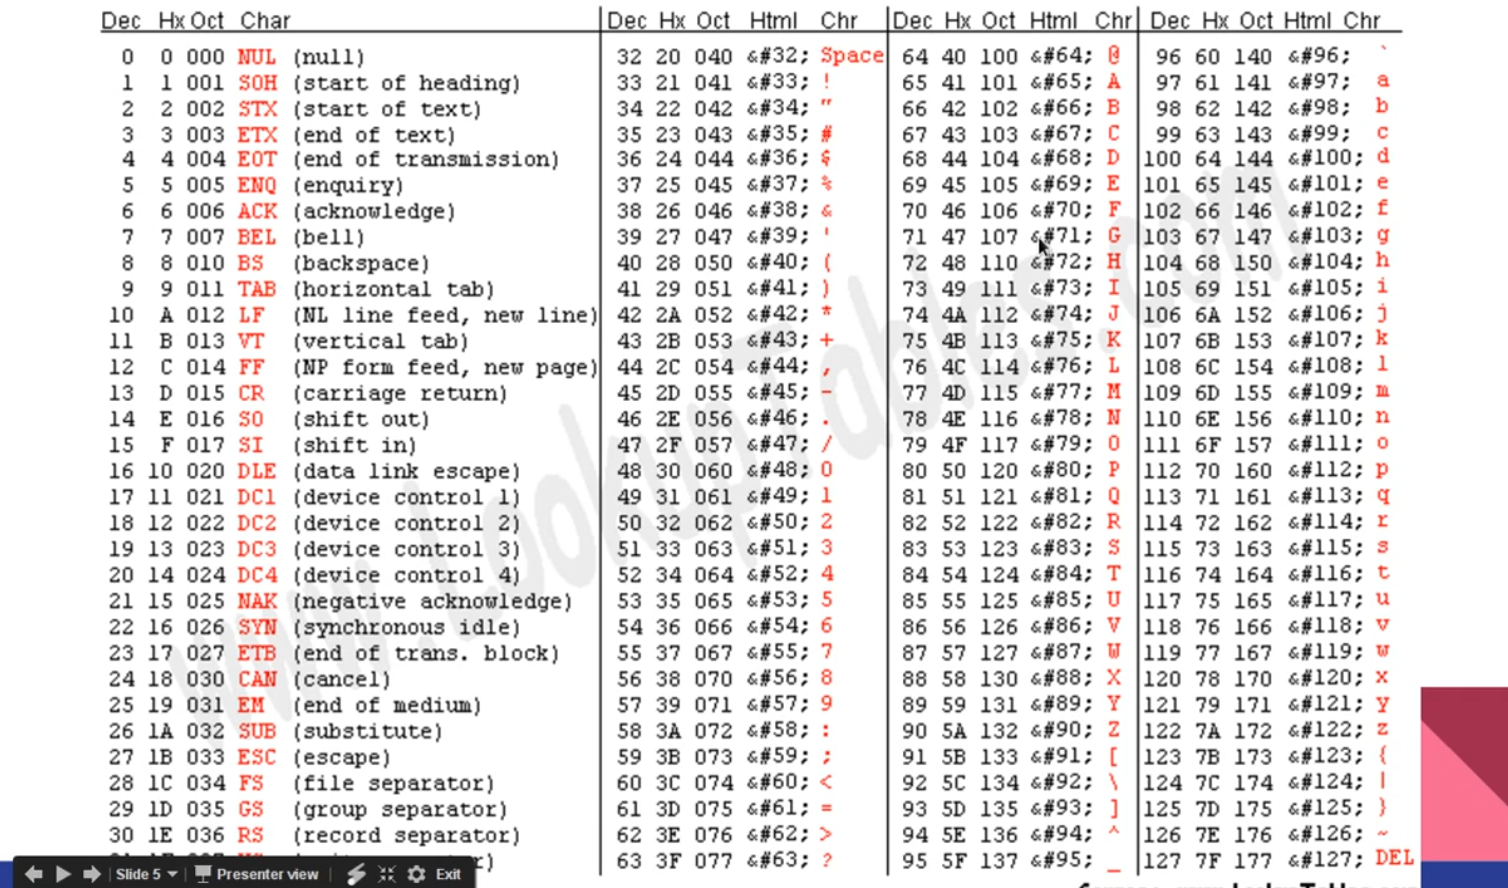 Dec Hx Oct Char Dec Hx Oct Html Chr Dec Hx Oct Html Chr Dec Hx Oct Html Chr
0 0 000 NUL (null) 32 20 040 &#32; Space 64 40 100 &#64; @ 96 60 140 &#96; `
1 1 001 SOH (start of heading) 33 21 041 &#33; ! 65 41 101 &#65; A 97 61 141 &#97; a
2 2 002 STX (start of text) 34 22 042 &#34; " 66 42 102 &#66; B 98 62 142 &#98; b
3 3 003 ETX (end of text) 35 23 043 &#35; # 67 43 103 &#67; C 99 63 143 &#99; c
4 4 004 EOT (end of transmission) 36 24 044 &#36; $ 68 44 104 &#68; D 100 64 144 &#100; d
5 5 005 ENQ (enquiry) 37 25 045 &#37; % 69 45 105 &#69; E 101 65 145 &#101; e
6 6 006 ACK (acknowledge) 38 26 046 &#38; & 70 46 106 &#70; F 102 66 146 &#102; f
7 7 007 BEL (bell) 39 27 047 &#39; ' 71 47 107 &#71; G 103 67 147 &#103; g
8 8 010 BS (backspace) 40 28 050 &#40; ( 72 48 110 &#72; H 104 68 150 &#104; h
9 9 011 TAB (horizontal tab) 41 29 051 &#41; ) 73 49 111 &#73; I 105 69 151 &#105; i
10 A 012 LF (NL line feed, new line) 42 2A 052 &#42; * 74 4A 112 &#74; J 106 6A 152 &#106; j
11 B 013 VT (vertical tab) 43 2B 053 &#43; + 75 4B 113 &#75; K 107 6B 153 &#107; k
12 C 014 FF (NP form feed, new page) 44 2C 054 &#44; , 76 4C 114 &#76; L 108 6C 154 &#108; l
13 D 015 CR (carriage return) 45 2D 055 &#45; - 77 4D 115 &#77; M 109 6D 155 &#109; m
14 E 016 SO (shift out) 46 2E 056 &#46; . 78 4E 116 &#78; N 110 6E 156 &#110; n
15 F 017 SI (shift in) 47 2F 057 &#47; / 79 4F 117 &#79; O 111 6F 157 &#111; o
16 10 020 DLE (data link escape) 48 30 060 &#48; 0 80 50 120 &#80; P 112 70 160 &#112; p
17 11 021 DC1 (device control 1) 49 31 061 &#49; 1 81 51 121 &#81; Q 113 71 161 &#113; q
18 12 022 DC2 (device control 2) 50 32 062 &#50; 2 82 52 122 &#82; R 114 72 162 &#114; r
19 13 023 DC3 (device control 3) 51 33 063 &#51; 3 83 53 123 &#83; S 115 73 163 &#115; s
20 14 024 DC4 (device control 4) 52 34 064 &#52; 4 84 54 124 &#84; T 116 74 164 &#116; t
21 15 025 NAK (negative acknowledge) 53 35 065 &#53; 5 85 55 125 &#85; U 117 75 165 &#117; u
22 16 026 SYN (synchronous idle) 54 36 066 &#54; 6 86 56 126 &#86; V 118 76 166 &#118; v
23 17 027 ETB (end of trans. block) 55 37 067 &#55; 7 87 57 127 &#87; W 119 77 167 &#119; w
24 18 030 CAN (cancel) 56 38 070 &#56; 8 88 58 130 &#88; X 120 78 170 &#120; x
25 19 031 EM (end of medium) 57 39 071 &#57; 9 89 59 131 &#89; Y 121 79 171 &#121; y
26 1A 032 SUB (substitute) 58 3A 072 &#58; : 90 5A 132 &#90; Z 122 7A 172 &#122; z
27 1B 033 ESC (escape) 59 3B 073 &#59; ; 91 5B 133 &#91; [ 123 7B 173 &#123; {
28 1C 034 FS (file separator) 60 3C 074 &#60; < 92 5C 134 &#92; \ 124 7C 174 &#124; |
29 1D 035 GS (group separator) 61 3D 075 &#61; = 93 5D 135 &#93; ] 125 7D 175 &#125; }
30 1E 036 RS (record separator) 62 3E 076 &#62; > 94 5E 136 &#94; ^ 126 7E 176 &#126; ~
63 3F 077 &#63; ? 95 5F 137 &#95; _ 127 7F 177 &#127; DEL
www.LookupTables.com
Slide 5 Presenter view Exit